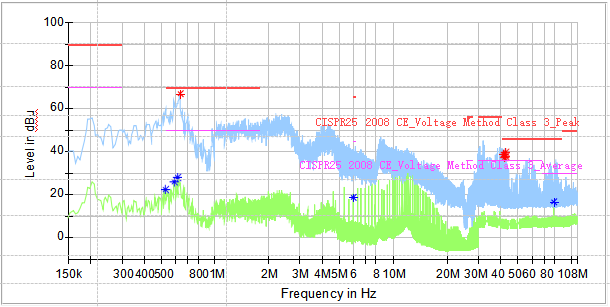 100
80
60
40
20
0
Level in dBu
CISPR25 2008 CE_Voltage Method Class 3_Peak
CISPR25 2008 CE_Voltage Method Class 3_Average
150k 300 400 500 800 1M 2M 3M 4M 5M 6 8 10M 20M 30M 40 50 60 80 108M
Frequency in Hz